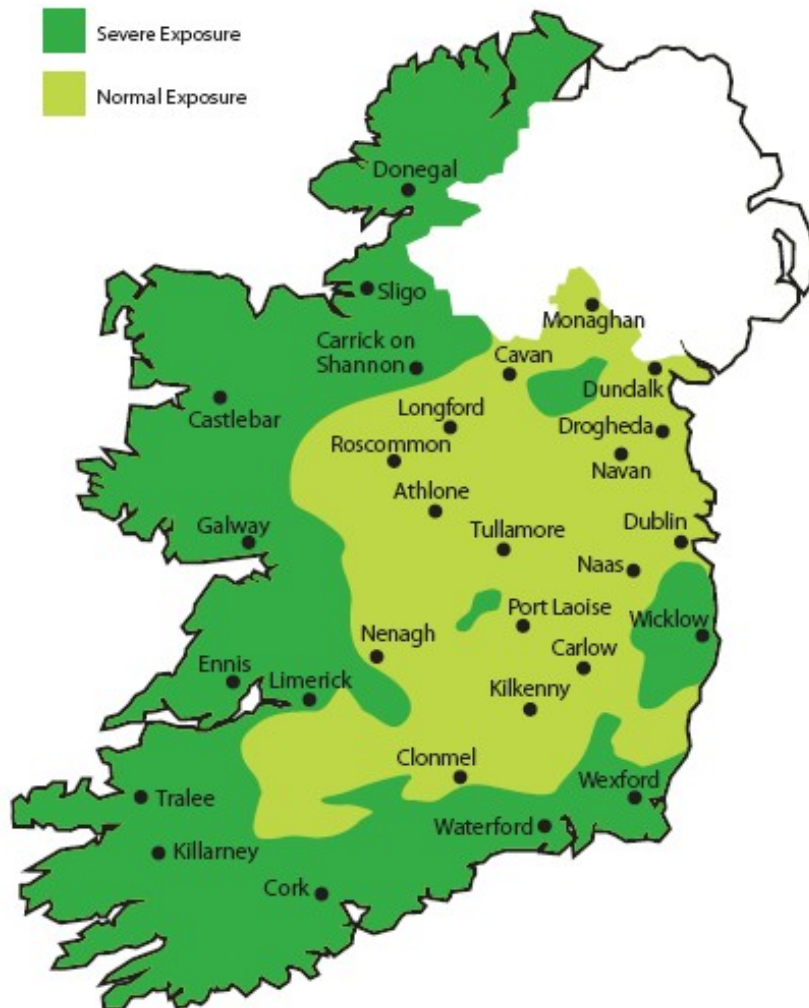 Severe Exposure
Normal Exposure
Donegal
Sligo
Monaghan
Carrick on
Shannon
Cavan
Dundalk
Castlebar
Longford
Drogheda
Roscommon
Navan
Athlone
Galway
Tullamore
Dublin
Naas
Port Laoise
Wicklow
Nenagh
Carlow
Ennis
Limerick
Kilkenny
Clonmel
Wexford
Tralee
Waterford
Killarney
Cork